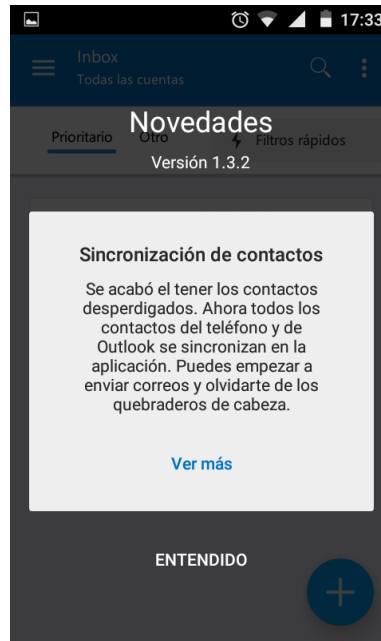 17:33
Inbox
Todas las cuentas
Novedades
Prioritario Otro Filtros rápidos
Versión 1.3.2
Sincronización de contactos
Se acabó el tener los contactos
desperdigados. Ahora todos los
contactos del teléfono y de
Outlook se sincronizan en la
aplicación. Puedes empezar a
enviar correos y olvidarte de los
quebraderos de cabeza.
Ver más
ENTENDIDO